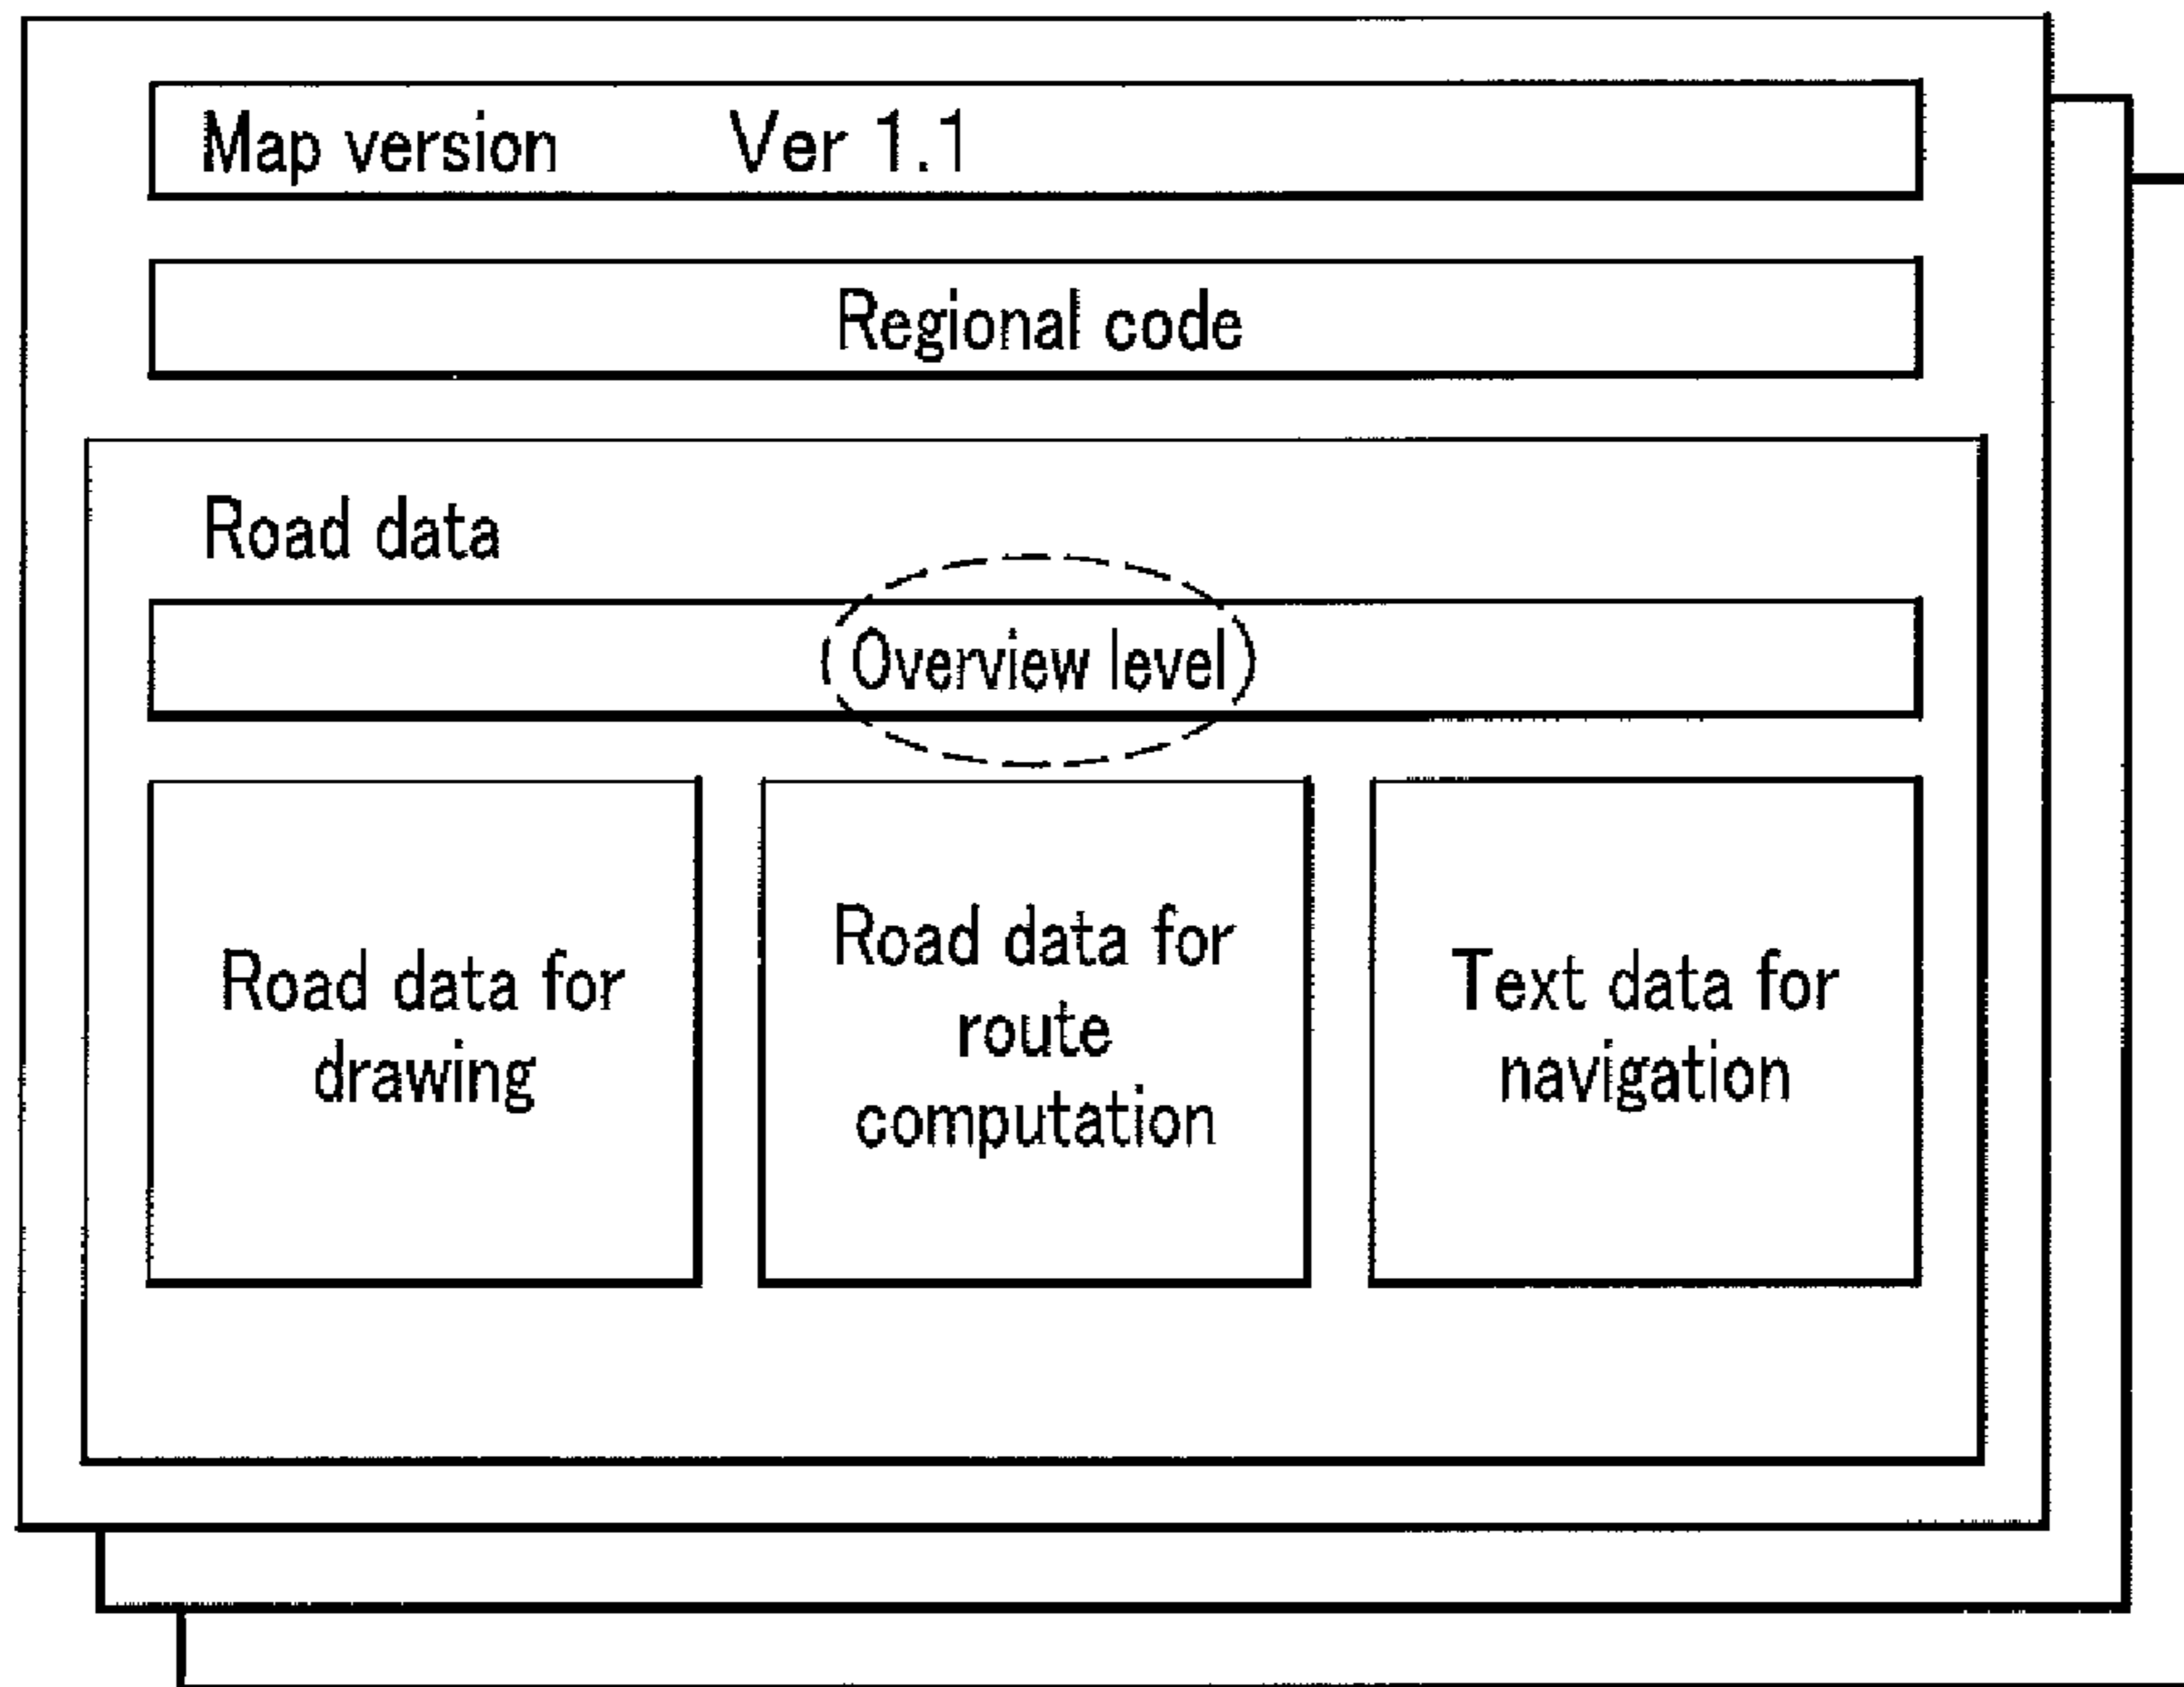 Map version Ver 1.1
Regional code
Road data
Overview level
Road data for
drawing
Road data for
route
computation
Text data for
navigation